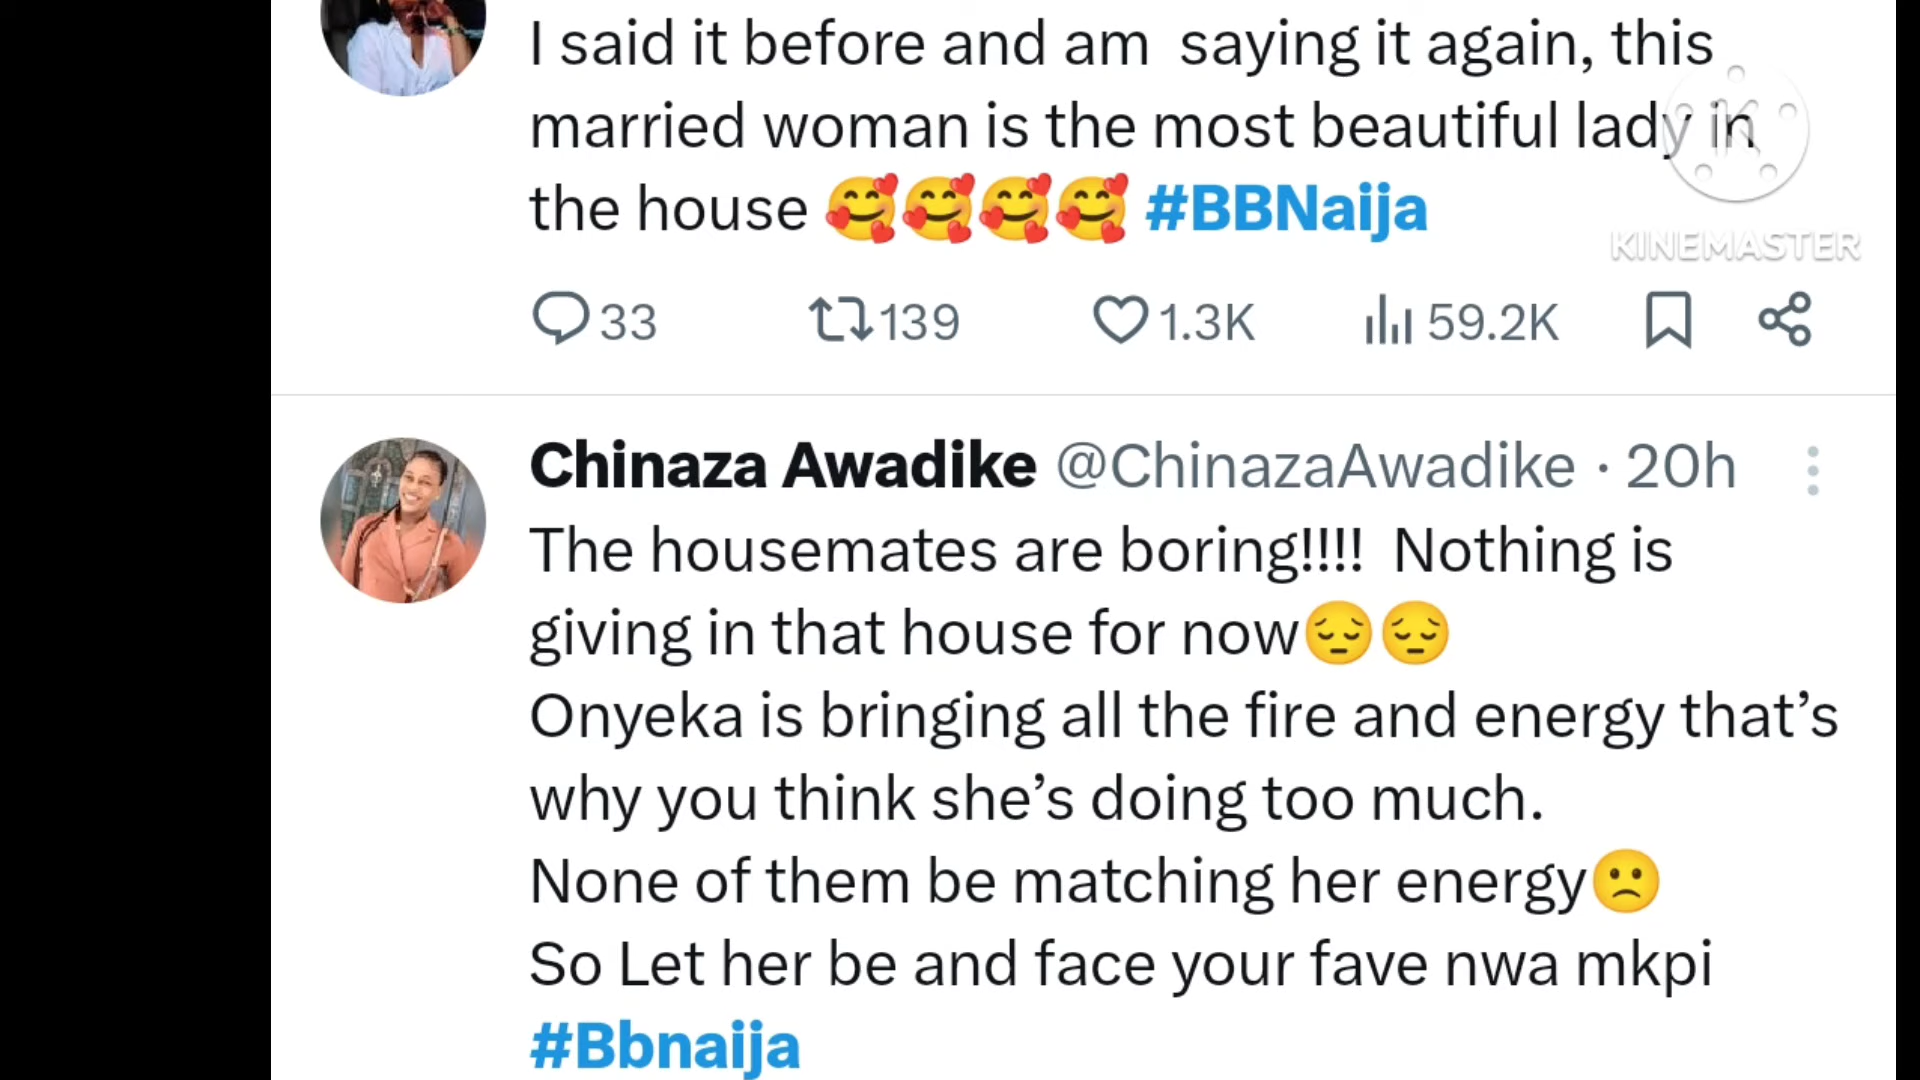 I said it before and am  saying it again, this
married woman is the most beautiful lady in
the house 🥰🥰🥰🥰 #BBNaija
KINEMASTER
33 139 1.3K 59.2K
Chinaza Awadike @ChinazaAwadike · 20h
The housemates are boring!!!!  Nothing is
giving in that house for now😔😔
Onyeka is bringing all the fire and energy that’s
why you think she’s doing too much.
None of them be matching her energy🙁
So Let her be and face your fave nwa mkpi
#Bbnaija